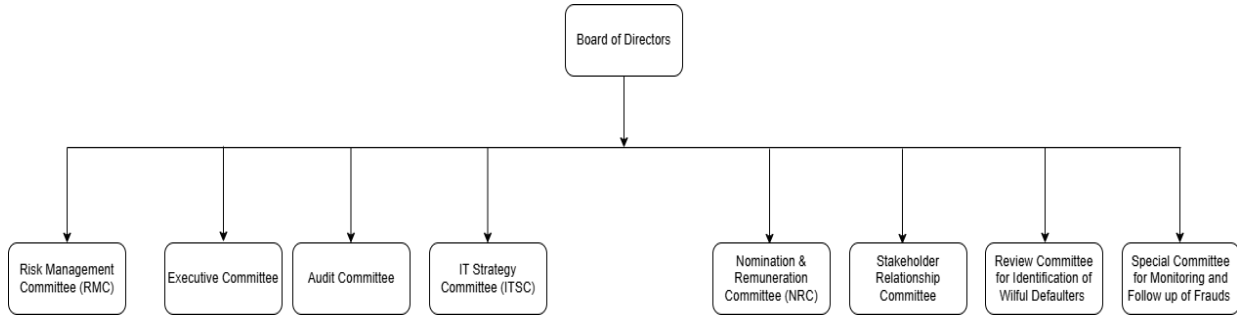 Board of Directors
Risk Management
Committee (RMC)
Executive Committee
Audit Committee
IT Strategy
Committee (ITSC)
Nomination &
Remuneration
Committee (NRC)
Stakeholder
Relationship
Committee
Review Committee
for Identification of
Wilful Defaulters
Special Committee
for Monitoring and
Follow up of Frauds